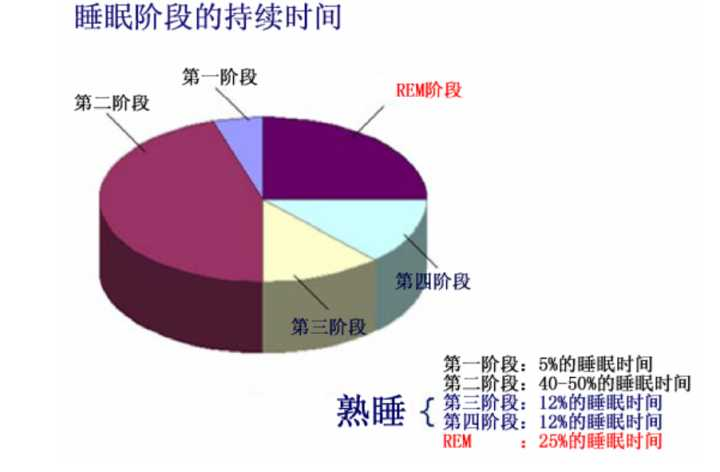 睡眠阶段的持续时间
第一阶段
REM阶段
第二阶段
第四阶段
第三阶段
第一阶段：5%的睡眠时间
第二阶段：40-50%的睡眠时间
熟睡 { 第三阶段：12%的睡眠时间
第四阶段：12%的睡眠时间
REM ：25%的睡眠时间